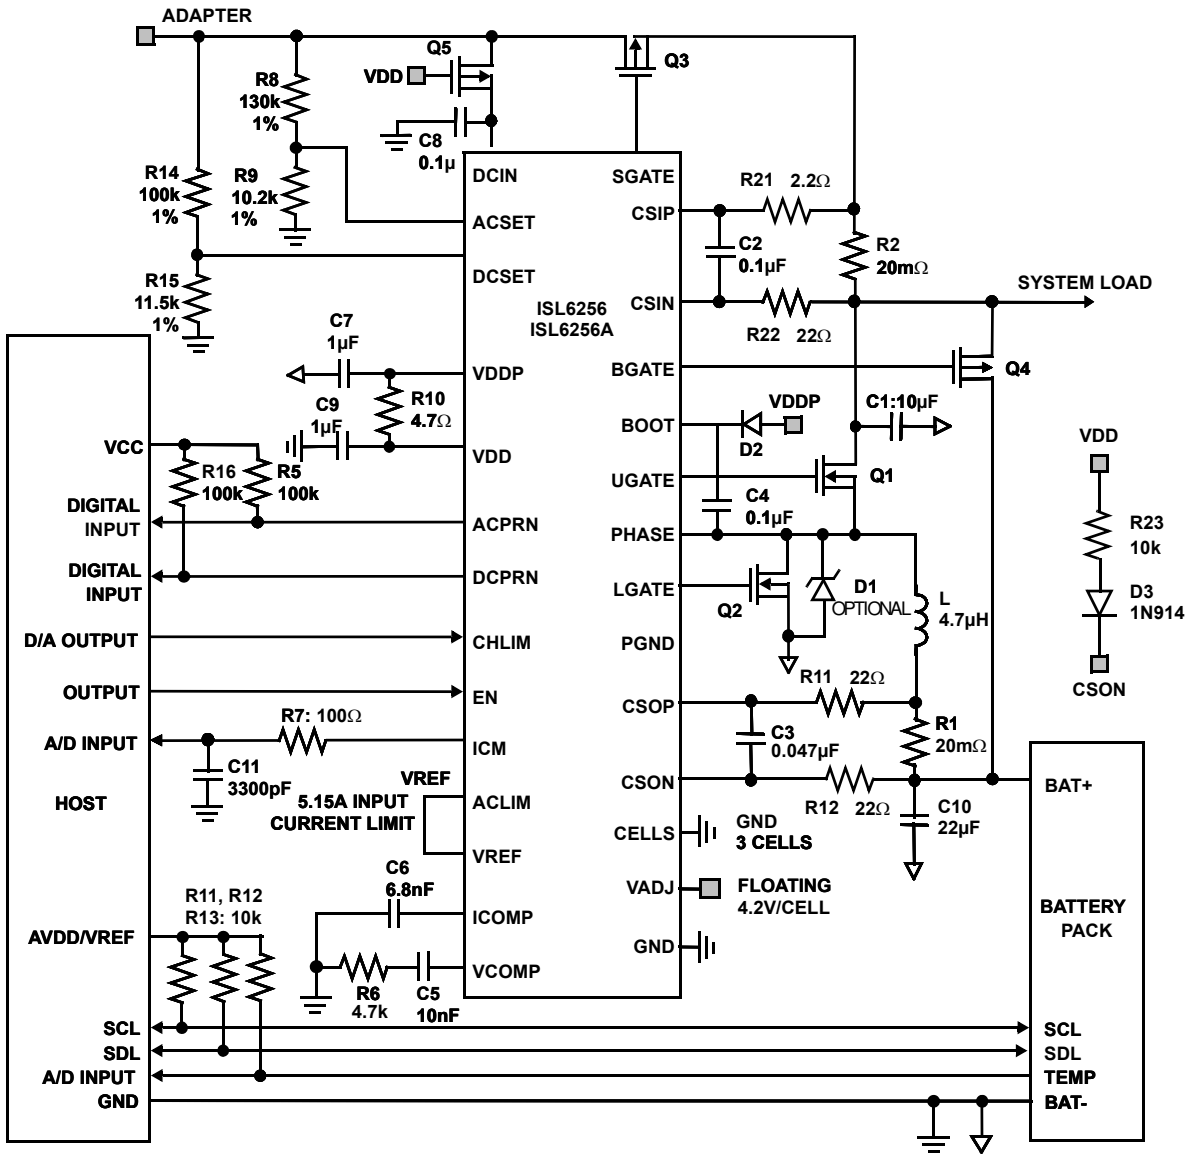 ADAPTER
Q5
VDD
Q3
R8
130k
1%
C8
0.1µ
R14
100k
1%
R9
10.2k
1%
R15
11.5k
1%
DCIN
ACSET
DCSET
SGATE
CSIP
R21 2.2Ω
C2
0.1µF
R2
20mΩ
SYSTEM LOAD
ISL6256
ISL6256A
CSIN
R22 22Ω
C7
1µF
VDDP
R10
4.7Ω
C9
1µF
VDD
BGATE
Q4
BOOT
D2
VDDP
C1:10µF
UGATE
Q1
C4
0.1µF
VDD
R23
10k
D3
1N914
CSON
VCC
R16
100k
R5
100k
DIGITAL
INPUT
ACPRN
PHASE
DIGITAL
INPUT
DCPRN
LGATE
Q2
D1
OPTIONAL
L
4.7µH
D/A OUTPUT
CHLIM
PGND
OUTPUT
EN
CSOP
R11 22Ω
R7: 100Ω
A/D INPUT
ICM
C3
0.047µF
R1
20mΩ
C11
3300pF
CSON
R12 22Ω
C10
22µF
BAT+
HOST
VREF
5.15A INPUT
CURRENT LIMIT
ACLIM
VREF
CELLS
GND
3 CELLS
C6
6.8nF
VADJ
FLOATING
4.2V/CELL
R11, R12
R13: 10k
ICOMP
BATTERY
PACK
AVDD/VREF
GND
VCOMP
R6
4.7k
C5
10nF
SCL
SCL
SDL
SDL
A/D INPUT
TEMP
GND
BAT-